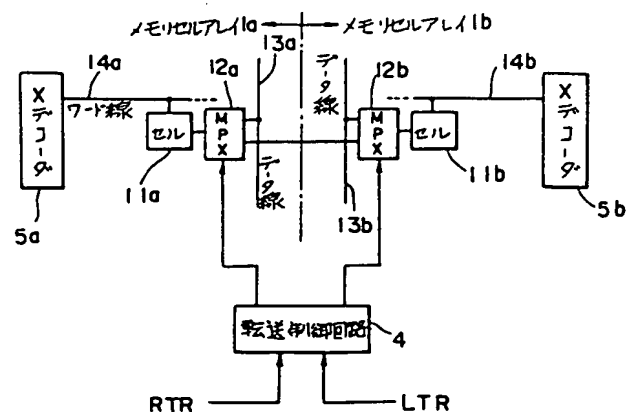 メモリセルアレイ1a
メモリセルアレイ1b
13a
14a
12a
データ線
12b
14b
Xデコーダ
ワード線
セル
MPX
MPX
セル
Xデコーダ
11a
データ線
13b
11b
5a
5b
転送制御回路
4
RTR
LTR